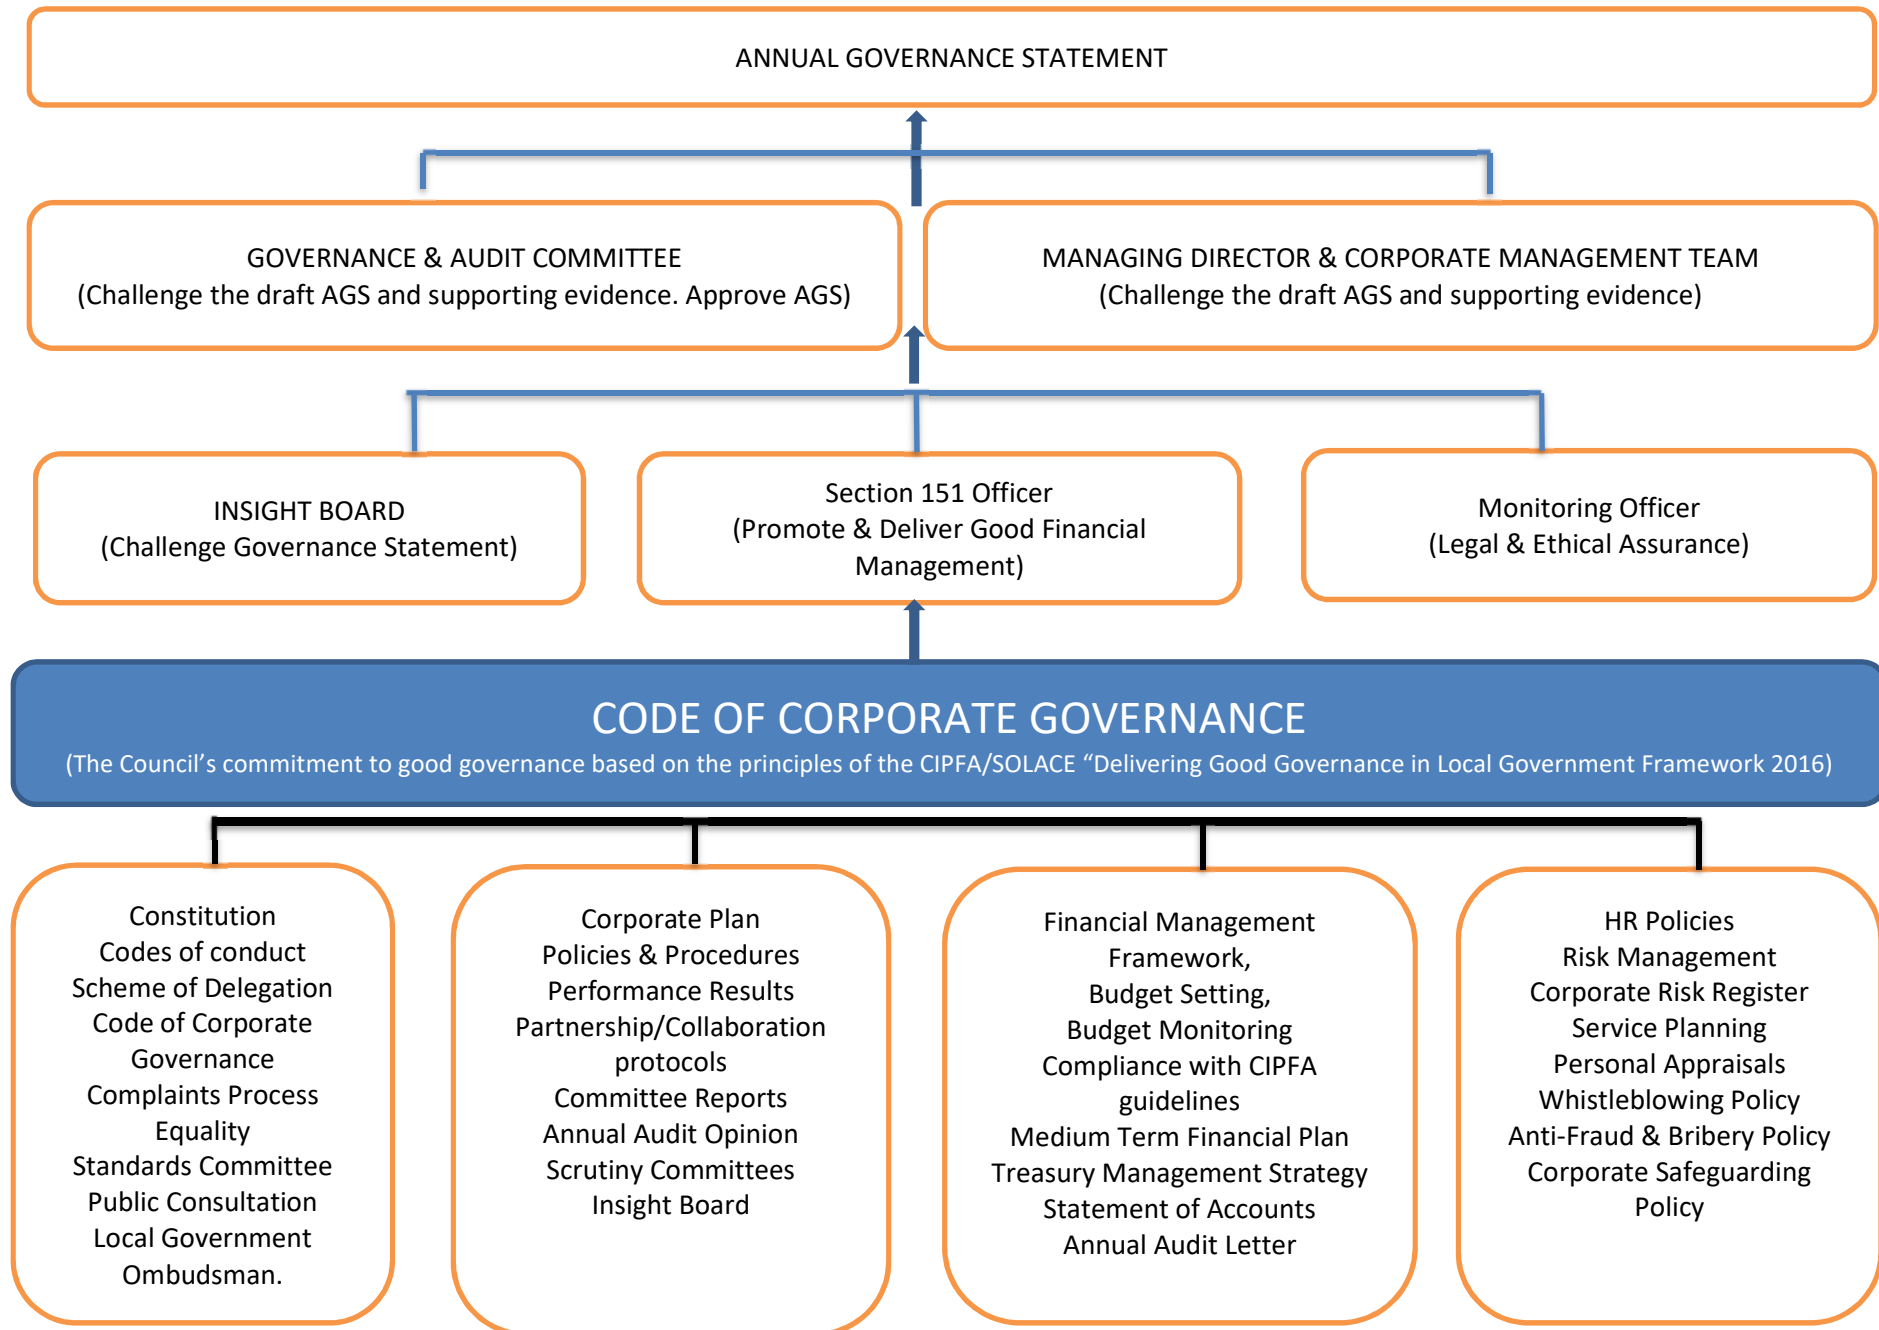 ANNUAL GOVERNANCE STATEMENT
GOVERNANCE & AUDIT COMMITTEE
(Challenge the draft AGS and supporting evidence. Approve AGS)
MANAGING DIRECTOR & CORPORATE MANAGEMENT TEAM
(Challenge the draft AGS and supporting evidence)
INSIGHT BOARD
(Challenge Governance Statement)
Section 151 Officer
(Promote & Deliver Good Financial
Management)
Monitoring Officer
(Legal & Ethical Assurance)
CODE OF CORPORATE GOVERNANCE
(The Council’s commitment to good governance based on the principles of the CIPFA/SOLACE “Delivering Good Governance in Local Government Framework 2016)
Constitution
Codes of conduct
Scheme of Delegation
Code of Corporate
Governance
Complaints Process
Equality
Standards Committee
Public Consultation
Local Government
Ombudsman.
Corporate Plan
Policies & Procedures
Performance Results
Partnership/Collaboration
protocols
Committee Reports
Annual Audit Opinion
Scrutiny Committees
Insight Board
Financial Management
Framework,
Budget Setting,
Budget Monitoring
Compliance with CIPFA
guidelines
Medium Term Financial Plan
Treasury Management Strategy
Statement of Accounts
Annual Audit Letter
HR Policies
Risk Management
Corporate Risk Register
Service Planning
Personal Appraisals
Whistleblowing Policy
Anti-Fraud & Bribery Policy
Corporate Safeguarding
Policy